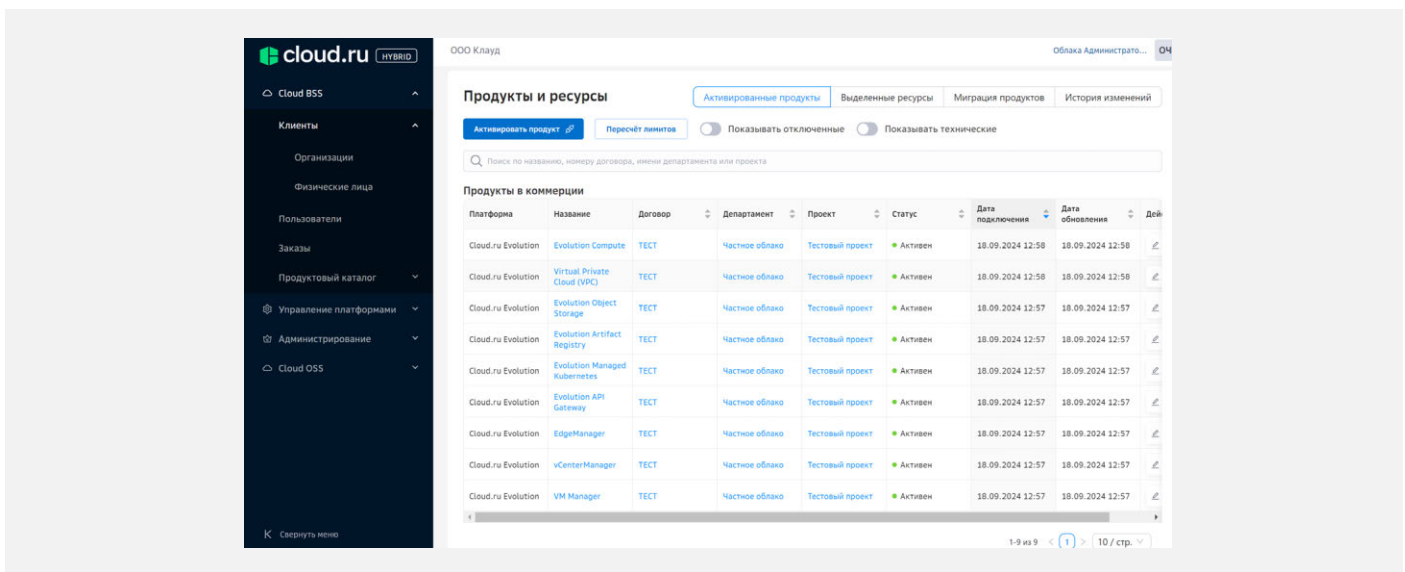 cloud.ru HYBRID
ООО Клауд
Облака Администрато... ОЧ
Cloud BSS
Клиенты
Организации
Физические лица
Пользователи
Заказы
Продуктовый каталог
Управление платформами
Администрирование
Cloud OSS
Свернуть меню
Продукты и ресурсы
Активированные продукты Выделенные ресурсы Миграция продуктов История изменений
Активировать продукт Пересчёт лимитов Показывать отключенные Показывать технические
Поиск по названию, номеру договора, имени департамента или проекта
Продукты в коммерции
Платформа Название Договор Департамент Проект Статус Дата подключения Дата обновления Дей
Cloud.ru Evolution Evolution Compute ТЕСТ Частное облако Тестовый проект Активен 18.09.2024 12:58 18.09.2024 12:58
Cloud.ru Evolution Virtual Private Cloud (VPC) ТЕСТ Частное облако Тестовый проект Активен 18.09.2024 12:58 18.09.2024 12:58
Cloud.ru Evolution Evolution Object Storage ТЕСТ Частное облако Тестовый проект Активен 18.09.2024 12:57 18.09.2024 12:57
Cloud.ru Evolution Evolution Artifact Registry ТЕСТ Частное облако Тестовый проект Активен 18.09.2024 12:57 18.09.2024 12:57
Cloud.ru Evolution Evolution Managed Kubernetes ТЕСТ Частное облако Тестовый проект Активен 18.09.2024 12:57 18.09.2024 12:57
Cloud.ru Evolution Evolution API Gateway ТЕСТ Частное облако Тестовый проект Активен 18.09.2024 12:57 18.09.2024 12:57
Cloud.ru Evolution EdgeManager ТЕСТ Частное облако Тестовый проект Активен 18.09.2024 12:57 18.09.2024 12:57
Cloud.ru Evolution vCenterManager ТЕСТ Частное облако Тестовый проект Активен 18.09.2024 12:57 18.09.2024 12:57
Cloud.ru Evolution VM Manager ТЕСТ Частное облако Тестовый проект Активен 18.09.2024 12:57 18.09.2024 12:57
1-9 из 9 < 1 > 10 / стр.